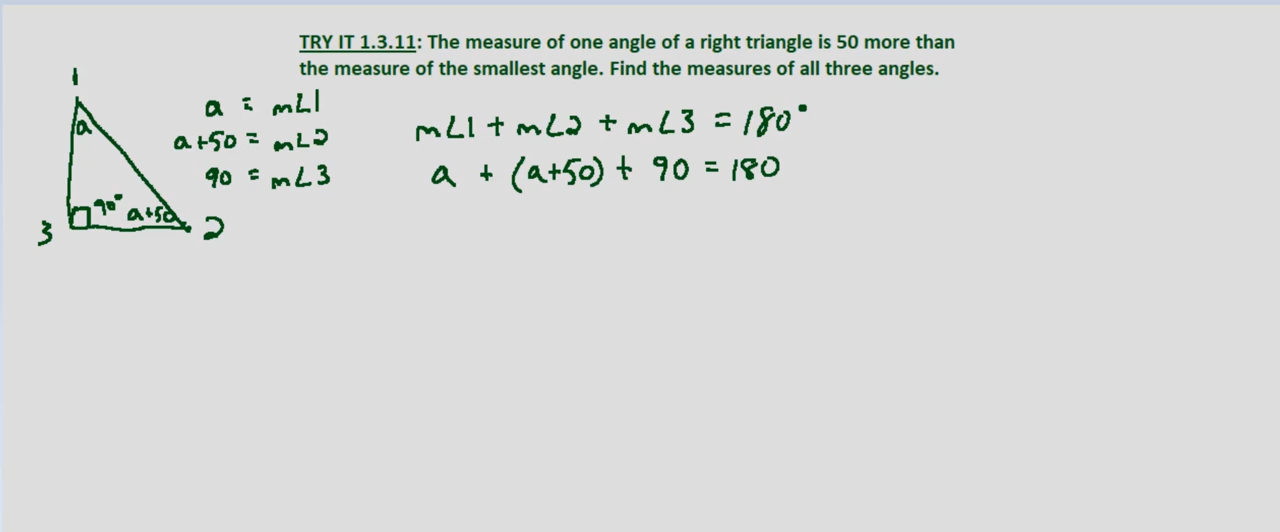 TRY IT 1.3.11: The measure of one angle of a right triangle is 50 more than
the measure of the smallest angle. Find the measures of all three angles.
1
a
90° a+50
3
2
a = m∠1
a+50 = m∠2
90 = m∠3
m∠1 + m∠2 + m∠3 = 180°
a + (a+50) + 90 = 180